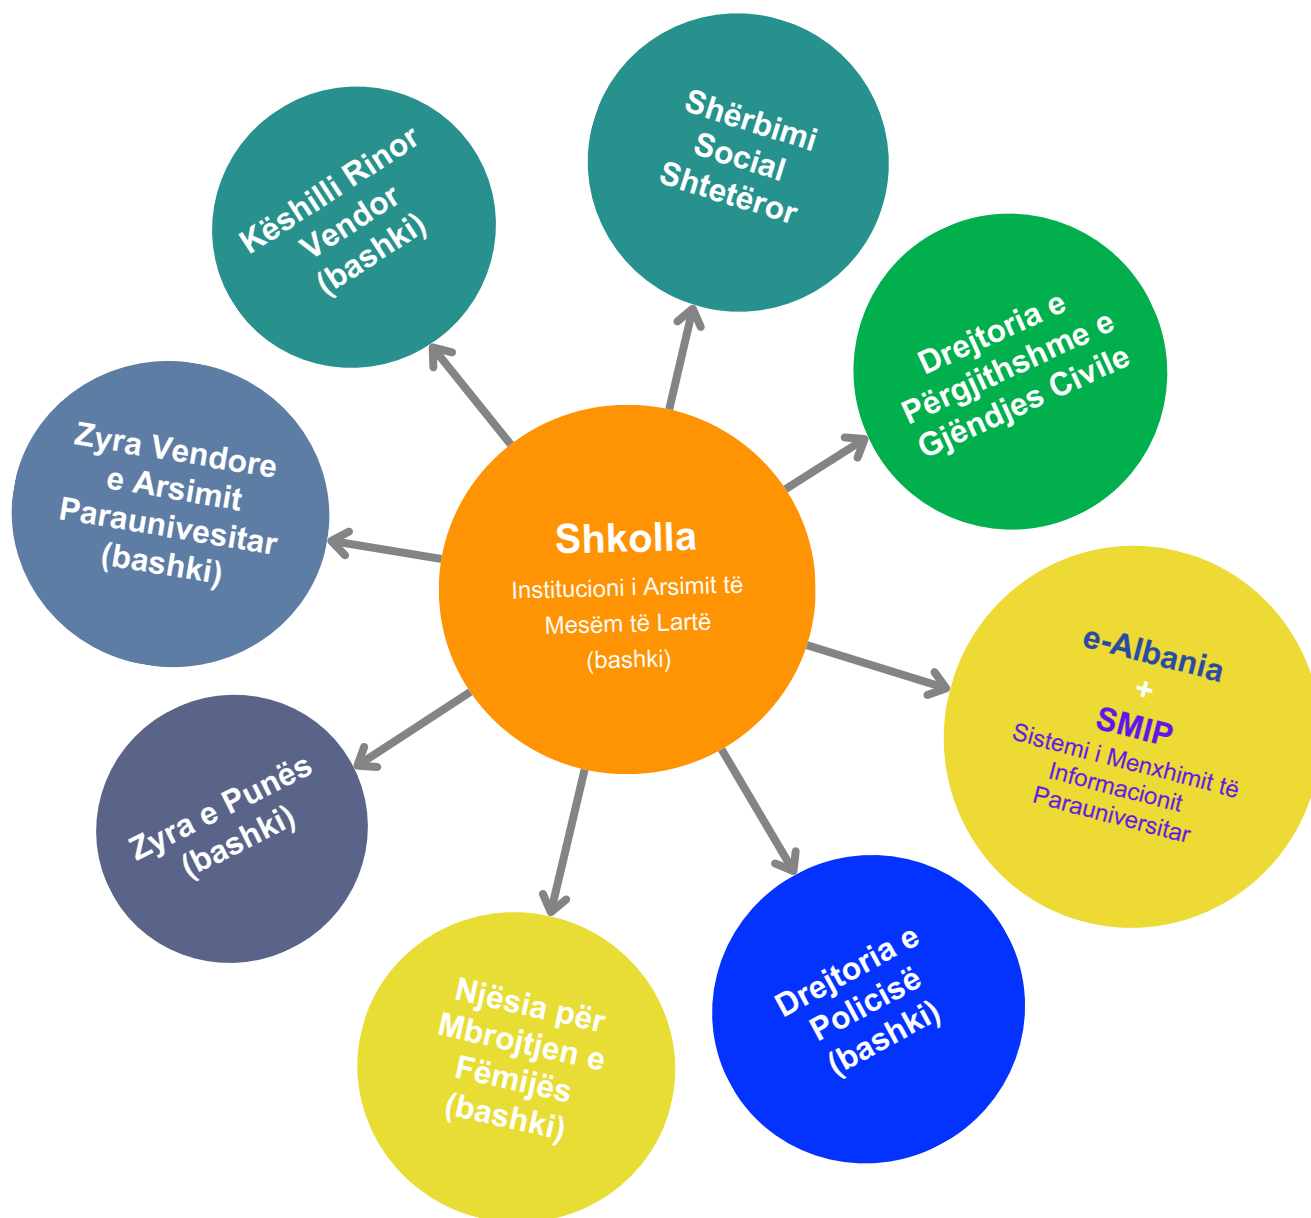 Këshilli Rinor
Vendor
(bashki)
Shërbimi
Social
Shtetëror
Drejtoria e
Përgjithshme e
Gjëndjes Civile
Zyra Vendore
e Arsimit
Paraunivesitar
(bashki)
Shkolla
Institucioni i Arsimit të
Mesëm të Lartë
(bashki)
e-Albania
+
SMIP
Sistemi i Menxhimit të
Informacionit
Parauniversitar
Zyra e Punës
(bashki)
Njësia për
Mbrojtjen e
Fëmijës
(bashki)
Drejtoria e
Policisë
(bashki)